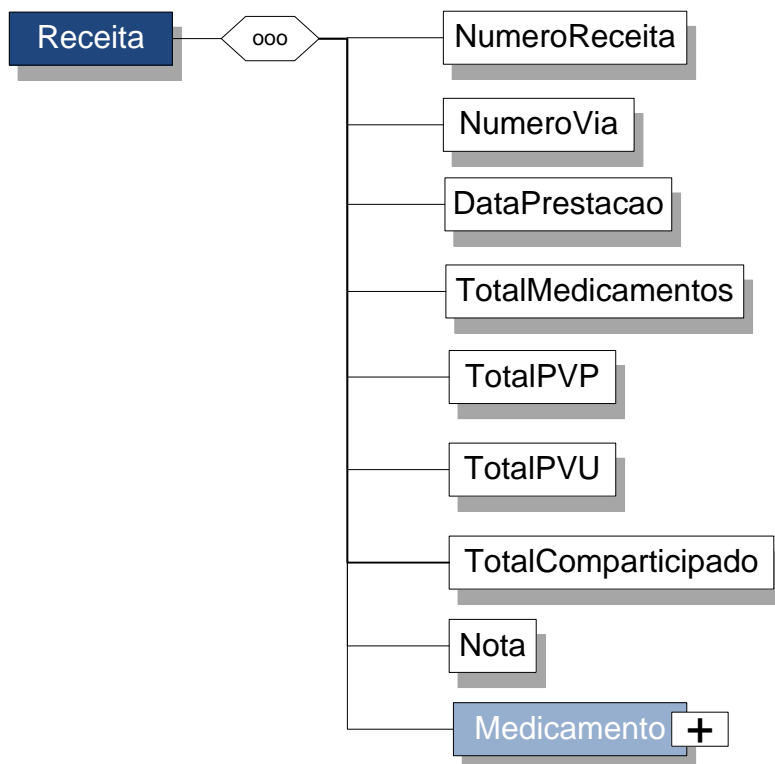 Receita
ooo
NumeroReceita
NumeroVia
DataPrestacao
TotalMedicamentos
TotalPVP
TotalPVU
TotalComparticipado
Nota
Medicamento
+